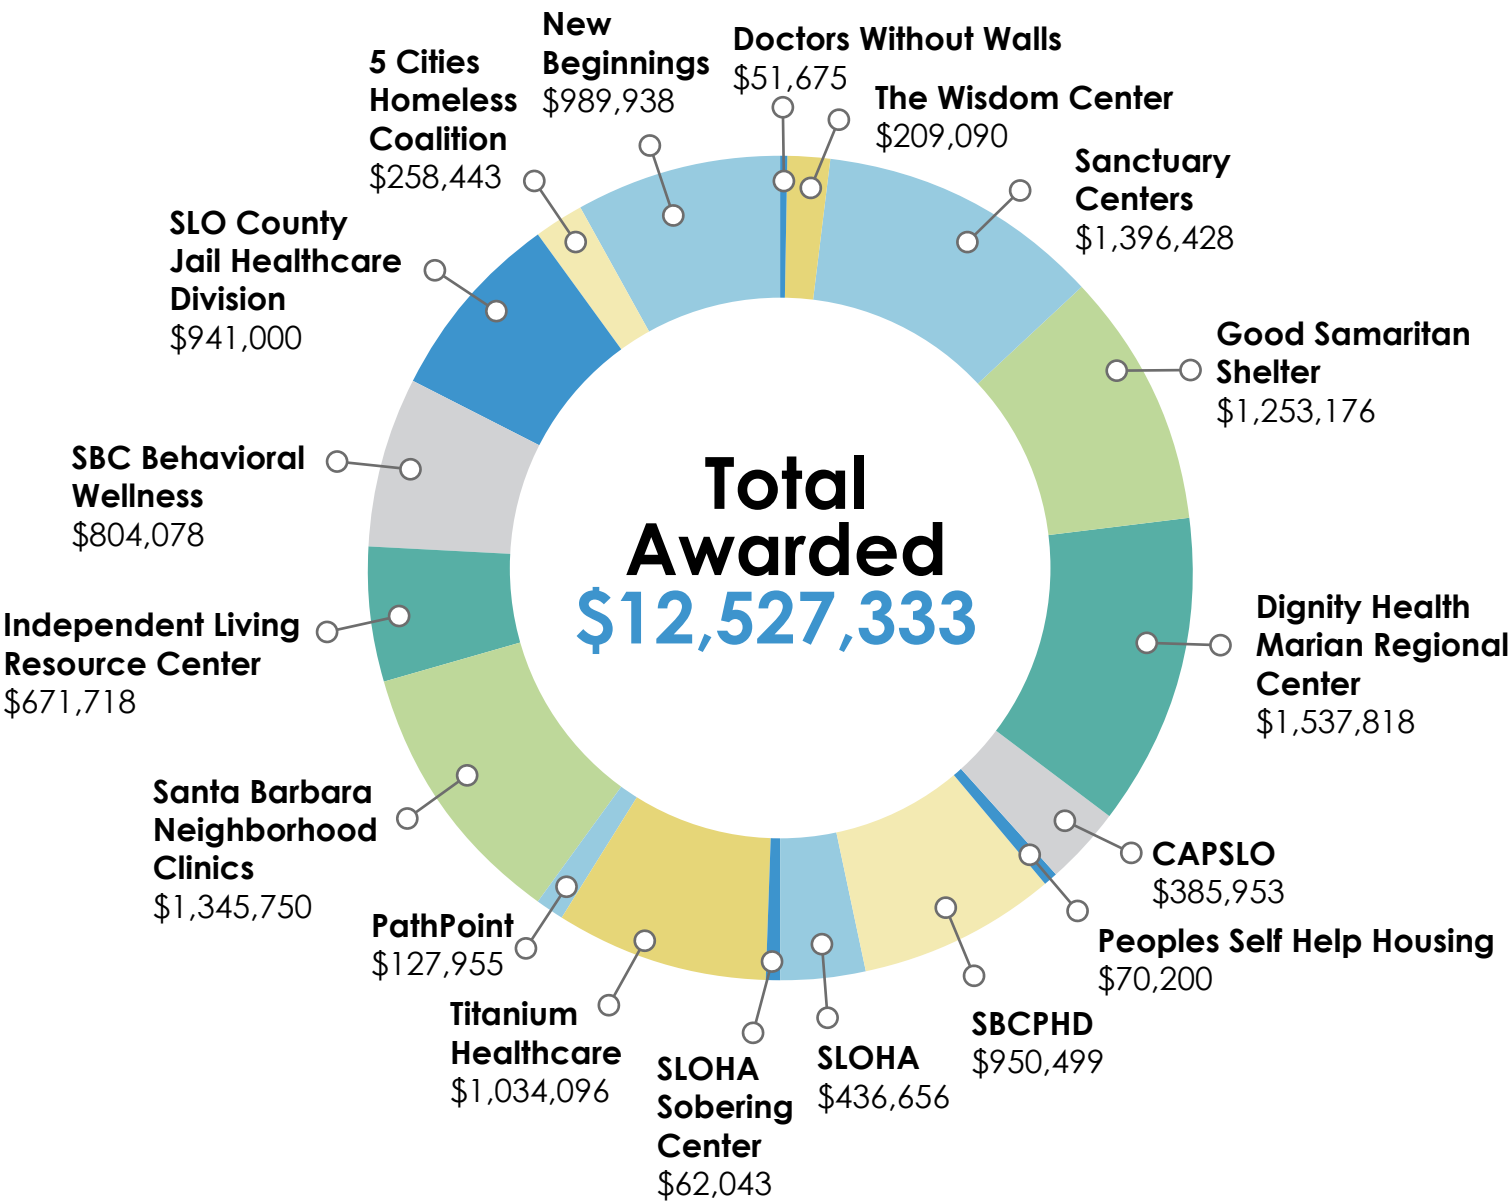 New
Beginnings
$989,938
Doctors Without Walls
$51,675
The Wisdom Center
$209,090
Sanctuary
Centers
$1,396,428
Good Samaritan
Shelter
$1,253,176
Dignity Health
Marian Regional
Center
$1,537,818
CAPSLO
$385,953
Peoples Self Help Housing
$70,200
SBCPHD
$950,499
SLOHA
$436,656
SLOHA
Sobering
Center
$62,043
Titanium
Healthcare
$1,034,096
PathPoint
$127,955
Santa Barbara
Neighborhood
Clinics
$1,345,750
Independent Living
Resource Center
$671,718
SBC Behavioral
Wellness
$804,078
SLO County
Jail Healthcare
Division
$941,000
5 Cities
Homeless
Coalition
$258,443
Total
Awarded
$12,527,333